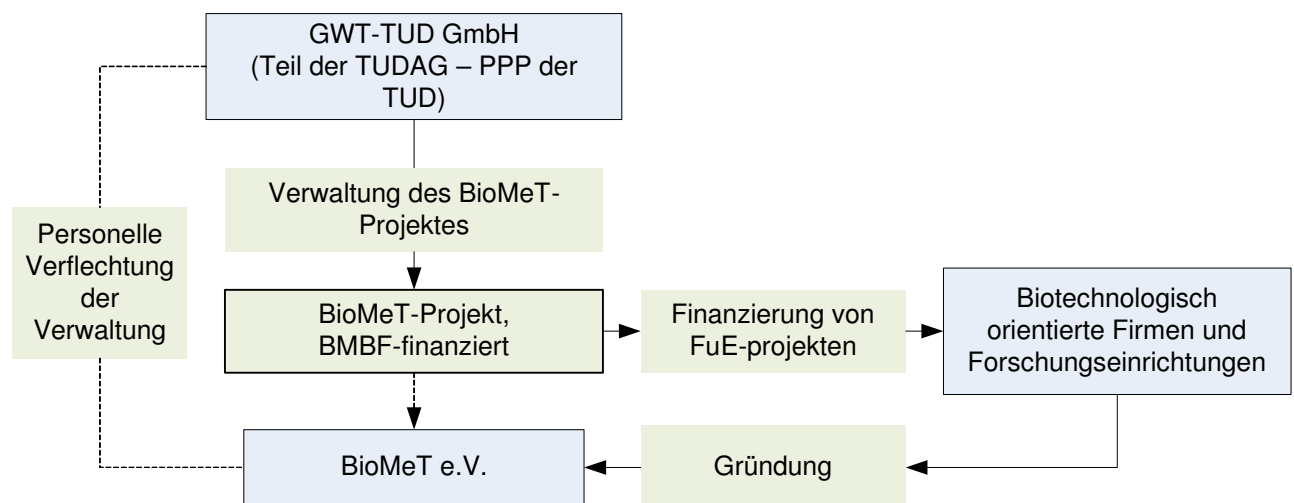 GWT-TUD GmbH
(Teil der TUDAG – PPP der
TUD)
Verwaltung des BioMeT-
Projektes
Personelle
Verflechtung
der
Verwaltung
BioMeT-Projekt,
BMBF-finanziert
Finanzierung von
FuE-projekten
Biotechnologisch
orientierte Firmen und
Forschungseinrichtungen
BioMeT e.V.
Gründung